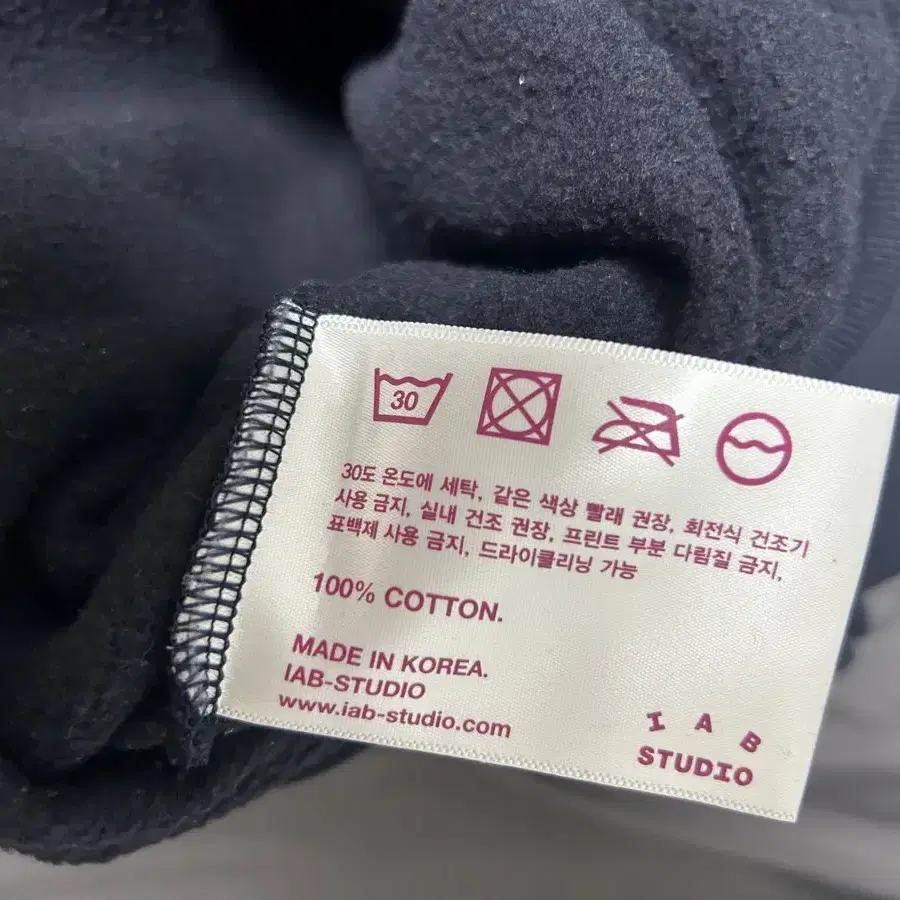 30
30도 온도에 세탁, 같은 색상 빨래 권장, 회전식 건조기
사용 금지, 실내 건조 권장, 프린트 부분 다림질 금지,
표백제 사용 금지, 드라이클리닝 가능
100% COTTON.
MADE IN KOREA.
IAB-STUDIO
www.iab-studio.com
IAB
STUDIO